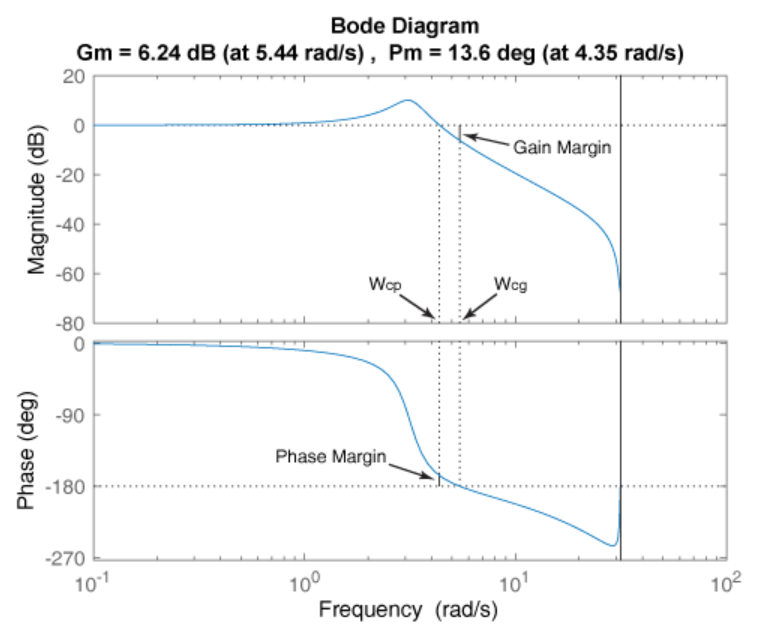 Bode Diagram
Gm = 6.24 dB (at 5.44 rad/s) ,  Pm = 13.6 deg (at 4.35 rad/s)
20
0
-20
-40
-60
-80
Magnitude (dB)
Gain Margin
Wcp
Wcg
0
-90
-180
-270
Phase (deg)
Phase Margin
10⁻¹ 10⁰ 10¹ 10²
Frequency  (rad/s)